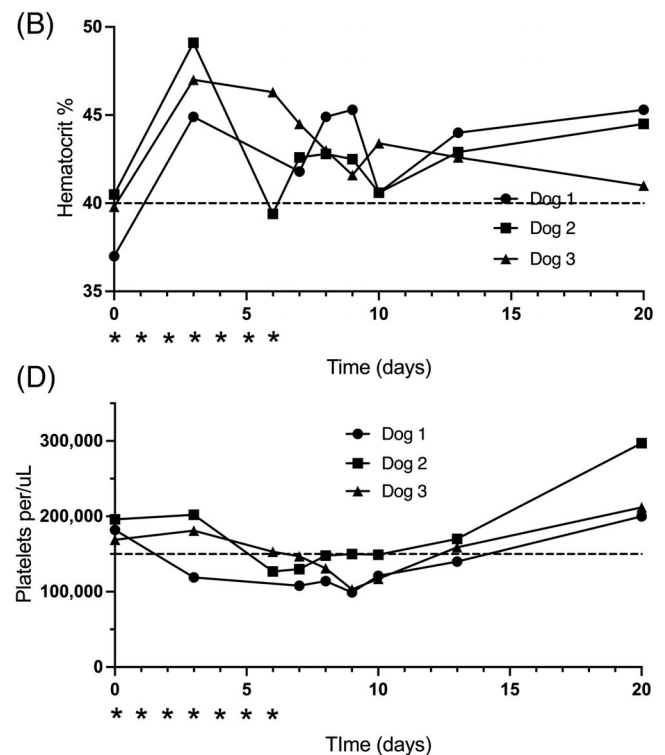 (B)
50
45
40
35
Hematocrit %
Dog 1
Dog 2
Dog 3
0 5 10 15 20
* * * * * * *
Time (days)
(D)
300,000
200,000
100,000
0
Platelets per/uL
Dog 1
Dog 2
Dog 3
0 5 10 15 20
* * * * * * *
TIme (days)